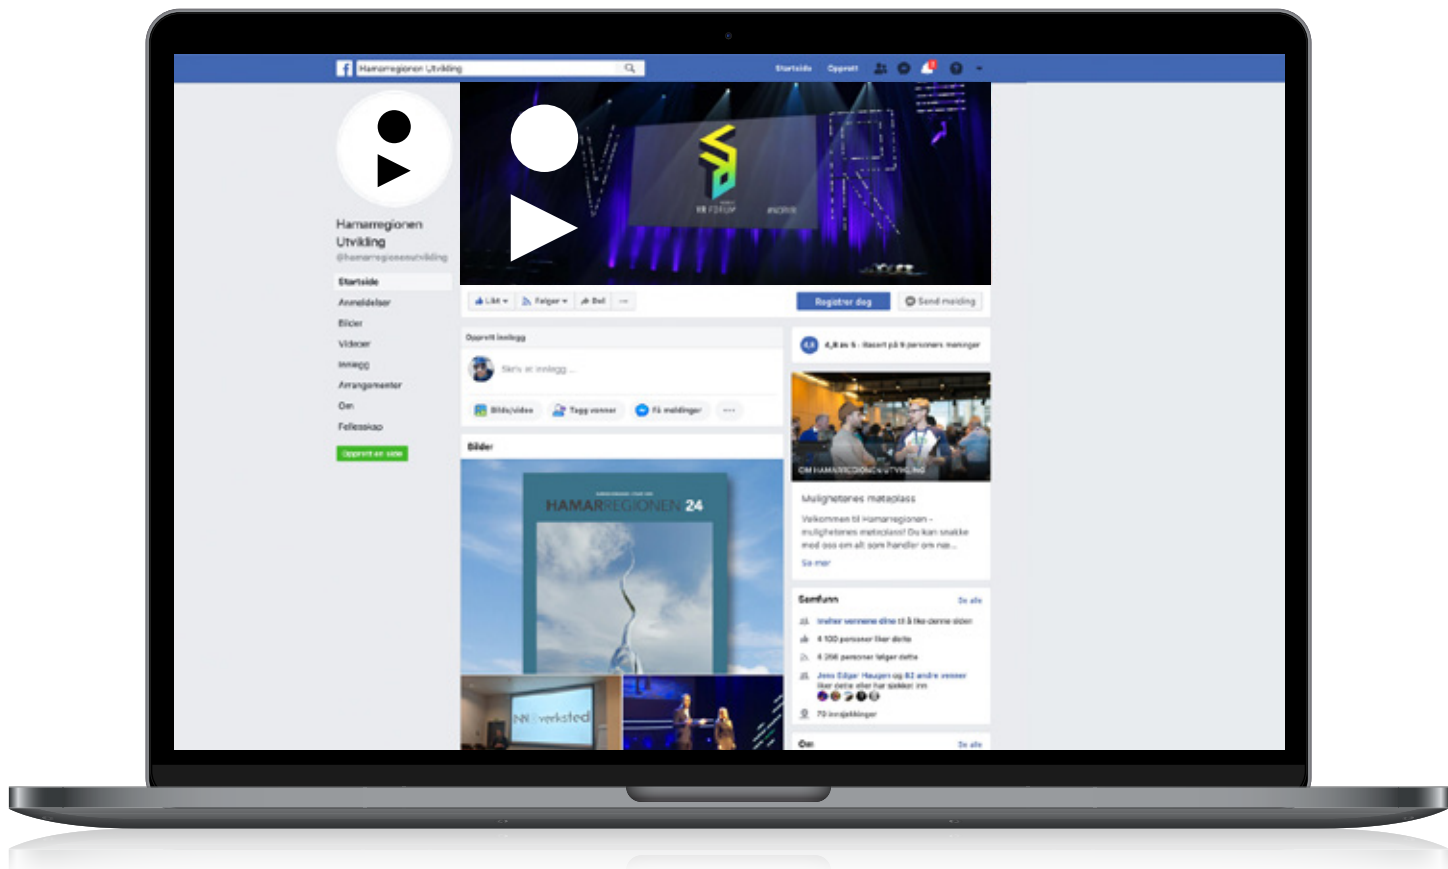 Hamarregionen Utvikling
Startside Opprett
Hamarregionen
Utvikling
@hamarregionenutvikling
Startside
Anmeldelser
Bilder
Videoer
Innlegg
Arrangementer
Om
Fellesskap
Opprett en side
V R
VR FORUM #NORVR
Likt Følger Del ...
Registrer deg Send melding
Opprett innlegg
Skriv et innlegg ...
Bilde/video Tagg venner Få meldinger ...
Bilder
HAMARREGIONEN 24
verksted
4,8 av 5 · Basert på 9 personers meninger
OM HAMARREGIONEN UTVIKLING
Mulighetenes møteplass
Velkommen til Hamarregionen -
mulighetenes møteplass! Du kan snakke
med oss om alt som handler om næ...
Se mer
Samfunn Se alle
Inviter vennene dine til å like denne siden
4 100 personer liker dette
4 266 personer følger dette
Jens Edgar Haugen og 82 andre venner
liker dette eller har sjekket inn
70 innsjekkinger
Om Se alle